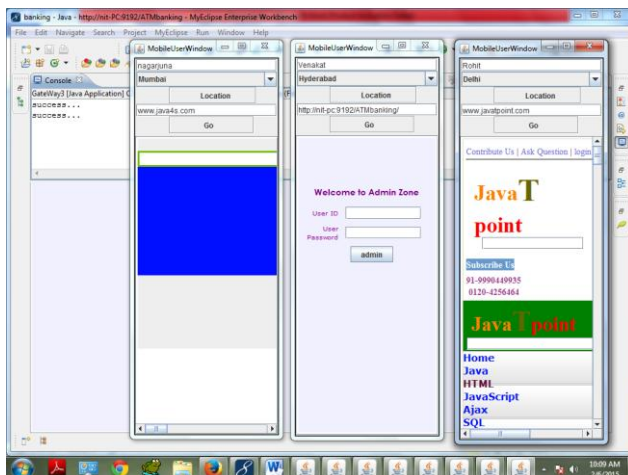 banking - Java - http://nit-PC:9192/ATMbanking - MyEclipse Enterprise Workbench
File Edit Navigate Search Project MyEclipse Run Window Help
Console
GateWay3 [Java Application]
success...
success...
MobileUserWindow
nagarjuna
Mumbai
Location
www.java4s.com
Go
MobileUserWindow
Venakat
Hyderabad
Location
http://nit-pc:9192/ATMbanking/
Go
Welcome to Admin Zone
User ID
User
Password
admin
MobileUserWindow
Rohit
Delhi
Location
www.javatpoint.com
Go
Contribute Us | Ask Question | login
Java T
point
Subscribe Us
91-9990449935
0120-4256464
Java T point
Home
Java
HTML
JavaScript
Ajax
SQL
10:09 AM
2/6/2015